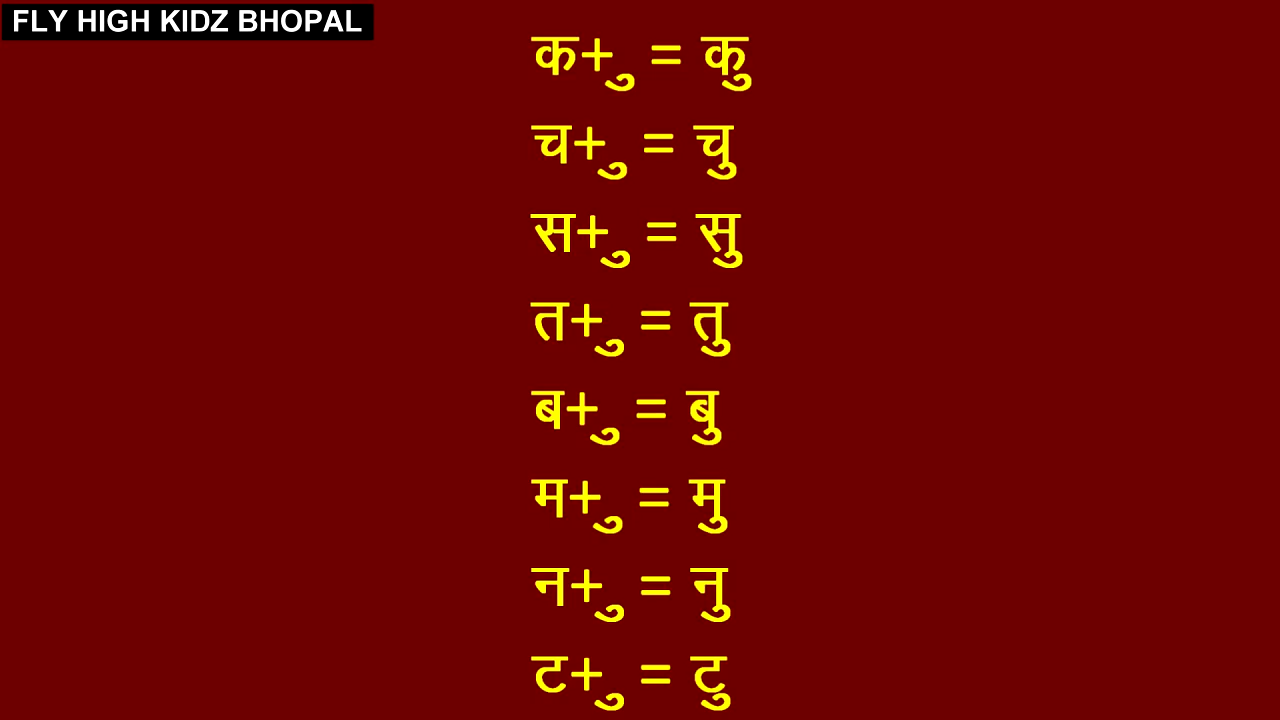 FLY HIGH KIDZ BHOPAL
क+ ु = कु
च+ ु = चु
स+ ु = सु
त+ ु = तु
ब+ ु = बु
म+ ु = मु
न+ ु = नु
ट+ ु = टु